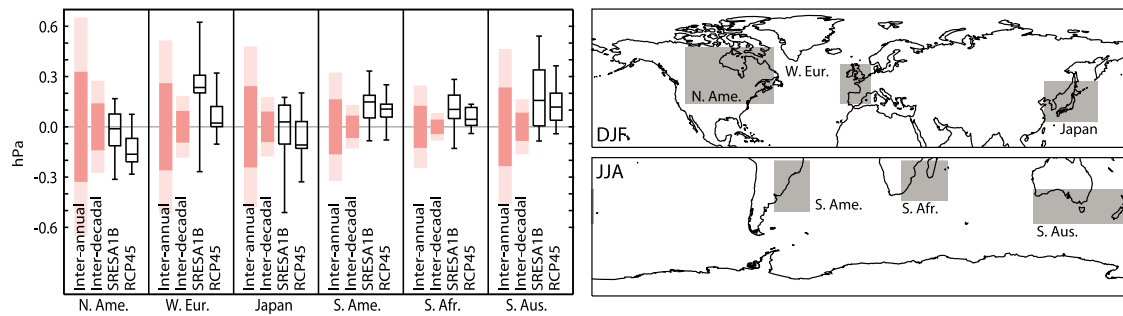 hPa
0.6
0.3
0.0
-0.3
-0.6
Inter-annual
Inter-decadal
SRESA1B
RCP45
Inter-annual
Inter-decadal
SRESA1B
RCP45
Inter-annual
Inter-decadal
SRESA1B
RCP45
Inter-annual
Inter-decadal
SRESA1B
RCP45
Inter-annual
Inter-decadal
SRESA1B
RCP45
Inter-annual
Inter-decadal
SRESA1B
RCP45
N. Ame. W. Eur. Japan S. Ame. S. Afr. S. Aus.
W. Eur.
N. Ame.
Japan
DJF
JJA
S. Ame.
S. Afr.
S. Aus.